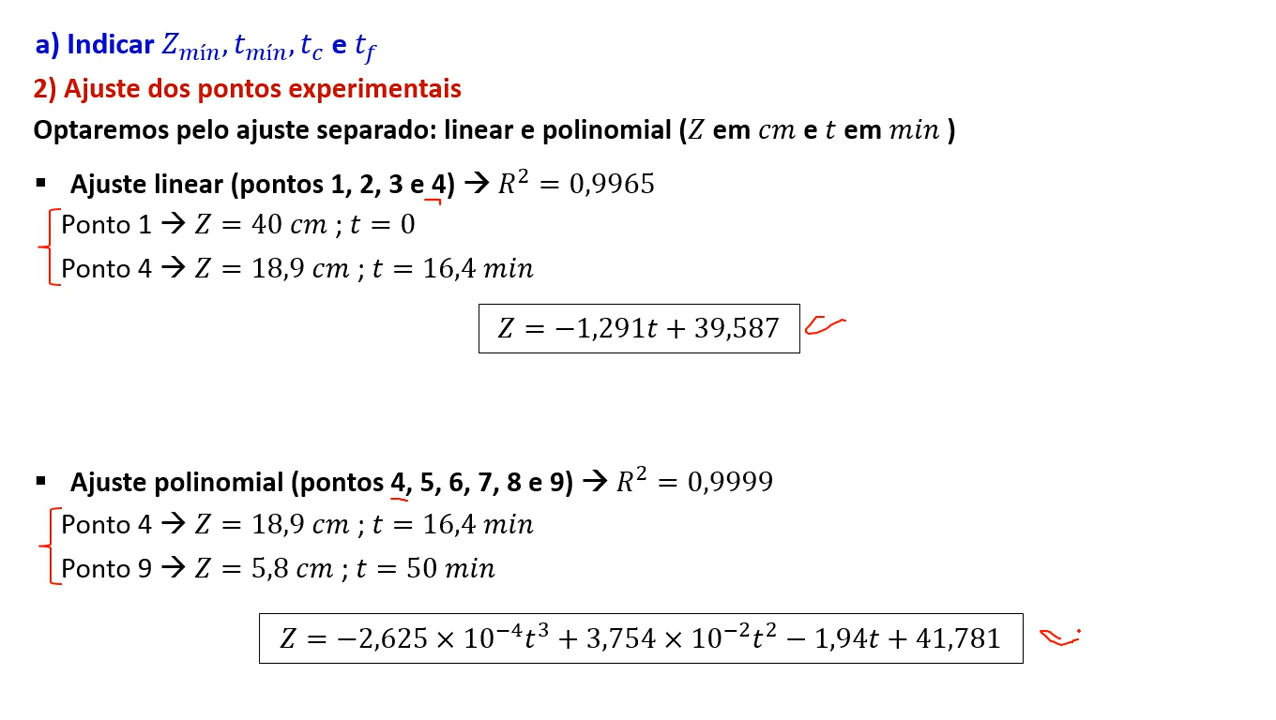 a) Indicar Z_mín, t_mín, t_c e t_f
2) Ajuste dos pontos experimentais
Optaremos pelo ajuste separado: linear e polinomial (Z em cm e t em min )
▪ Ajuste linear (pontos 1, 2, 3 e 4) → R² = 0,9965
Ponto 1 → Z = 40 cm ; t = 0
Ponto 4 → Z = 18,9 cm ; t = 16,4 min
Z = −1,291t + 39,587
▪ Ajuste polinomial (pontos 4, 5, 6, 7, 8 e 9) → R² = 0,9999
Ponto 4 → Z = 18,9 cm ; t = 16,4 min
Ponto 9 → Z = 5,8 cm ; t = 50 min
Z = −2,625 × 10⁻⁴t³ + 3,754 × 10⁻²t² − 1,94t + 41,781